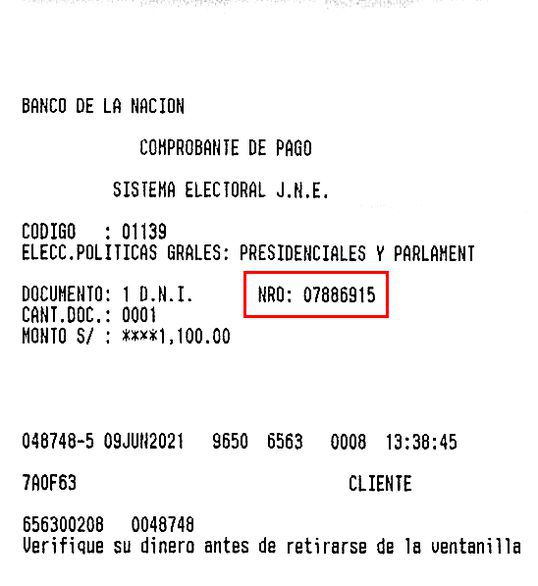 BANCO DE LA NACION
COMPROBANTE DE PAGO
SISTEMA ELECTORAL J.N.E.
CODIGO : 01139
ELECC.POLITICAS GRALES: PRESIDENCIALES Y PARLAMENT
DOCUMENTO: 1 D.N.I. NRO: 07886915
CANT.DOC.: 0001
MONTO S/ : ****1,100.00
048748-5 09JUN2021 9650 6563 0008 13:38:45
7A0F63 CLIENTE
656300208 0048748
Verifique su dinero antes de retirarse de la ventanilla